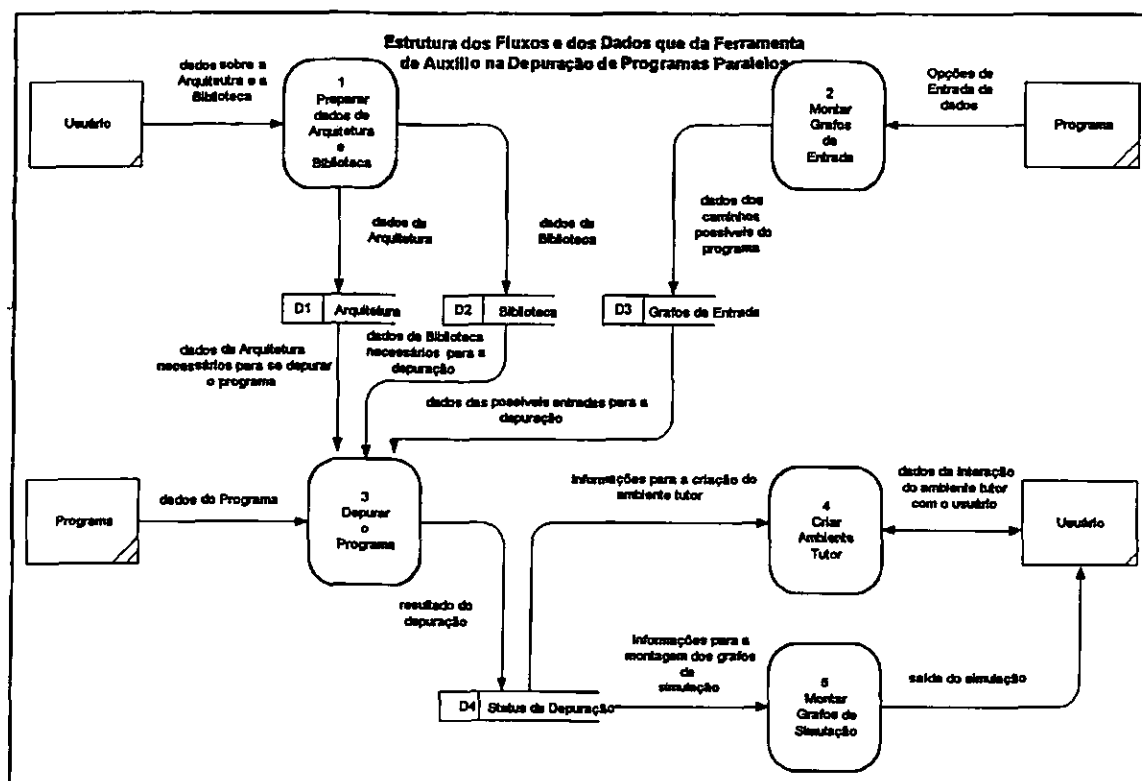 Estrutura dos Fluxos e dos Dados que da Ferramenta
de Auxílio na Depuração de Programas Paralelos
dados sobre a
Arquiteutra e a
Biblioteca
Usuário
1
Preparar
dados de
Arquitetura
e
Biblioteca
2
Montar
Grafos
de
Entrada
Opções de
Entrada de
dados
Programa
dados da
Arquitetura
dados da
Biblioteca
dados dos
caminhos
possíveis do
programa
D1 Arquitetura
D2 Biblioteca
D3 Grafos de Entrada
dados da Arquitetura
necessários para se depurar
o programa
dados de Biblioteca
necessários para a
depuração
dados das possíveis entradas para a
depuração
Programa
dados do Programa
3
Depurar
o
Programa
Informações para a criação do
ambiente tutor
4
Criar
Ambiente
Tutor
dados da interação
do ambiente tutor
com o usuário
Usuário
resultado do
depuração
D4 Status da Depuração
Informações para a
montagem dos grafos
de
simulação
5
Montar
Grafos de
Simulação
saída do simulação